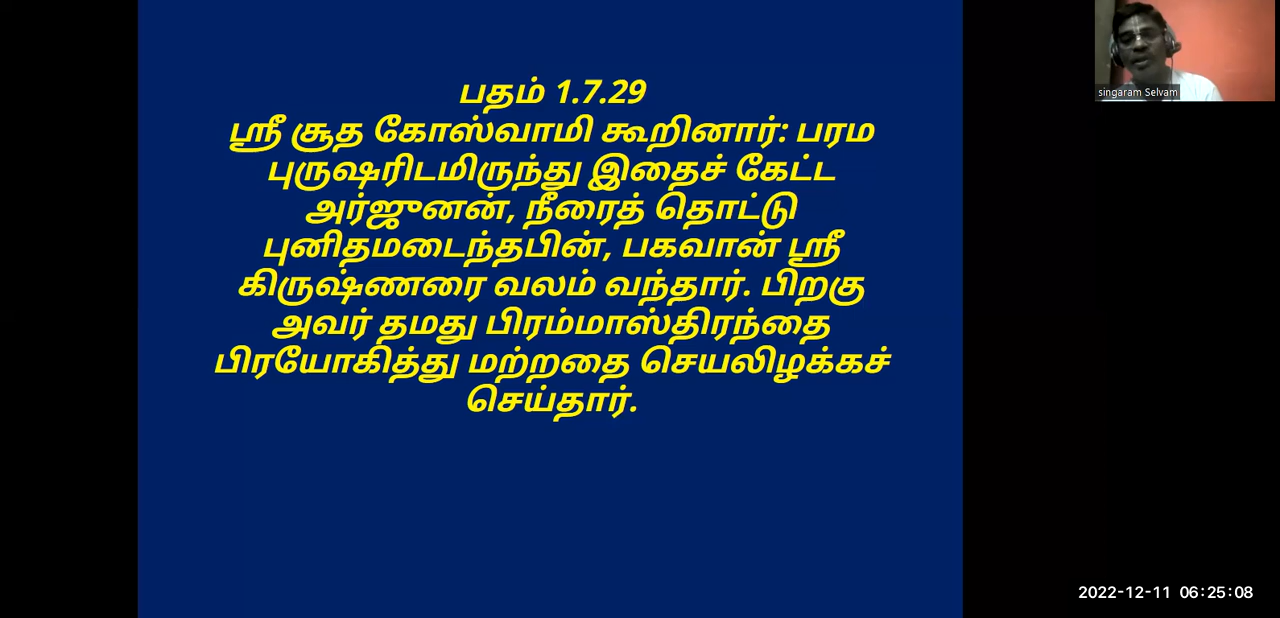 பதம் 1.7.29
ஸ்ரீ சூத கோஸ்வாமி கூறினார்: பரம
புருஷரிடமிருந்து இதைச் கேட்ட
அர்ஜுனன், நீரைத் தொட்டு
புனிதமடைந்தபின், பகவான் ஸ்ரீ
கிருஷ்ணரை வலம் வந்தார். பிறகு
அவர் தமது பிரம்மாஸ்திரந்தை
பிரயோகித்து மற்றதை செயலிழக்கச்
செய்தார்.
singaram Selvam
2022-12-11 06:25:08